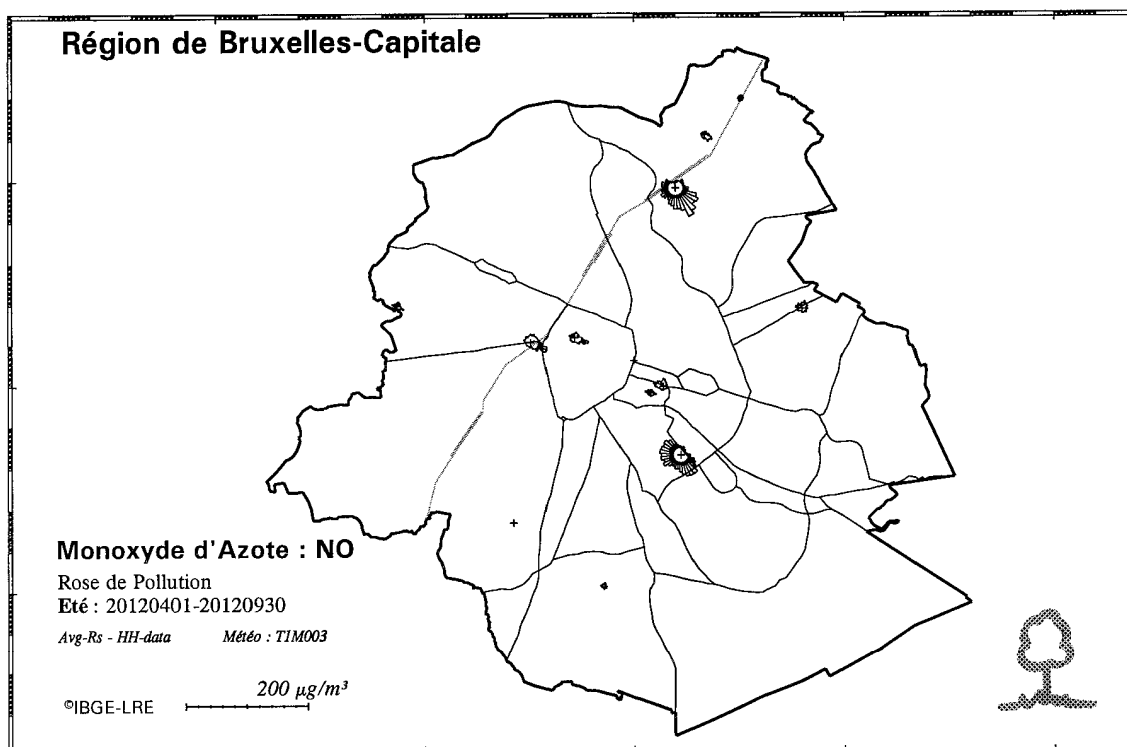 Région de Bruxelles-Capitale
Monoxyde d'Azote : NO
Rose de Pollution
Eté : 20120401-20120930
Avg-Rs - HH-data Météo : T1M003
200 µg/m³
©IBGE-LRE